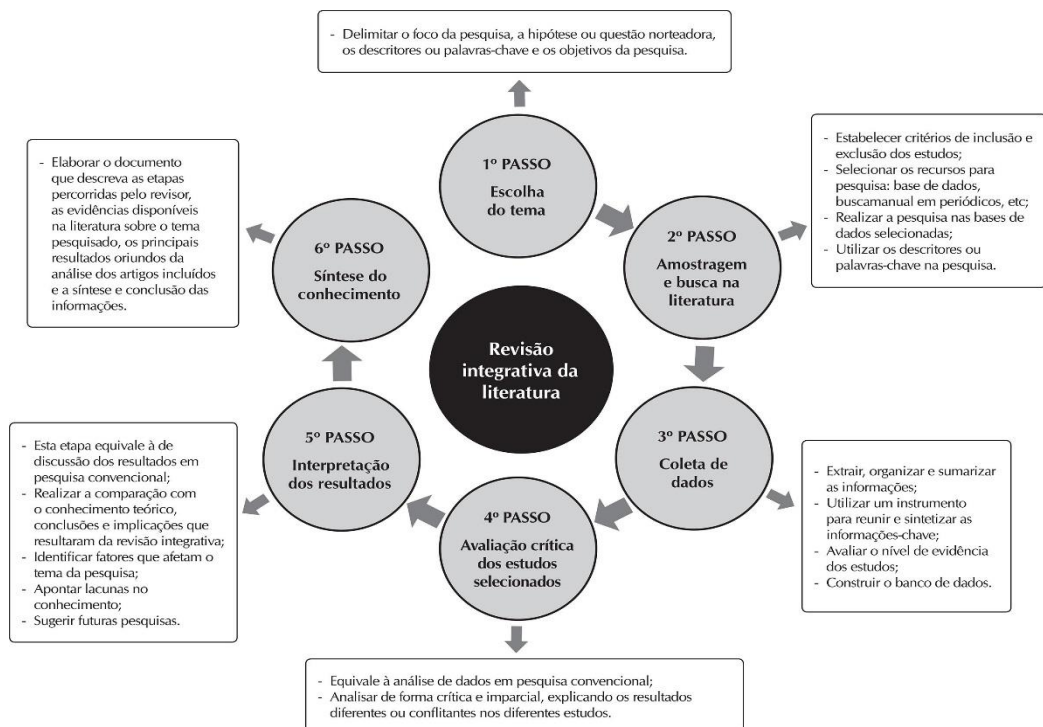 - Delimitar o foco da pesquisa, a hipótese ou questão norteadora,
os descritores ou palavras-chave e os objetivos da pesquisa.
1º PASSO
Escolha
do tema
- Estabelecer critérios de inclusão e
exclusão dos estudos;
- Selecionar os recursos para
pesquisa: base de dados,
buscamanual em periódicos, etc;
- Realizar a pesquisa nas bases de
dados selecionadas;
- Utilizar os descritores ou
palavras-chave na pesquisa.
2º PASSO
Amostragem
e busca na
literatura
3º PASSO
Coleta de
dados
- Extrair, organizar e sumarizar
as informações;
- Utilizar um instrumento
para reunir e sintetizar as
informações-chave;
- Avaliar o nível de evidência
dos estudos;
- Construir o banco de dados.
4º PASSO
Avaliação crítica
dos estudos
selecionados
- Equivale à análise de dados em pesquisa convencional;
- Analisar de forma crítica e imparcial, explicando os resultados
diferentes ou conflitantes nos diferentes estudos.
5º PASSO
Interpretação
dos resultados
- Esta etapa equivale à de
discussão dos resultados em
pesquisa convencional;
- Realizar a comparação com
o conhecimento teórico,
conclusões e implicações que
resultaram da revisão integrativa;
- Identificar fatores que afetam o
tema da pesquisa;
- Apontar lacunas no
conhecimento;
- Sugerir futuras pesquisas.
6º PASSO
Síntese do
conhecimento
- Elaborar o documento
que descreva as etapas
percorridas pelo revisor,
as evidências disponíveis
na literatura sobre o tema
pesquisado, os principais
resultados oriundos da
análise dos artigos incluídos
e a síntese e conclusão das
informações.
Revisão
integrativa da
literatura